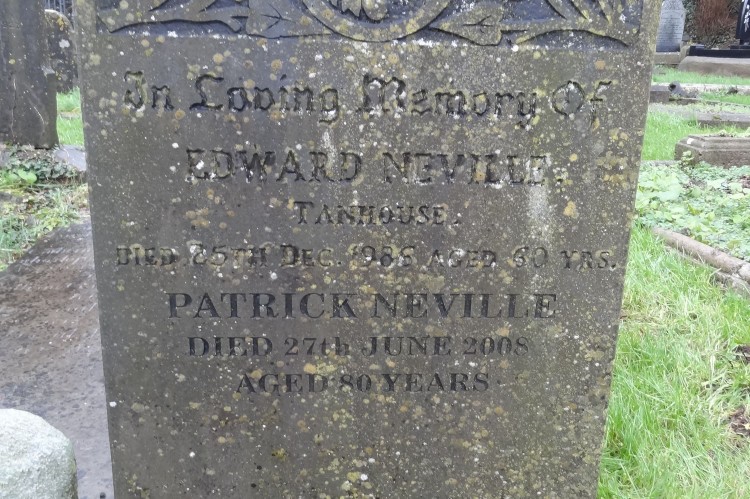 In Loving Memory Of
EDWARD NEVILLE.
TANHOUSE.
DIED 25TH DEC. 1986 AGED 60 YRS.
PATRICK NEVILLE
DIED 27th JUNE 2008
AGED 80 YEARS